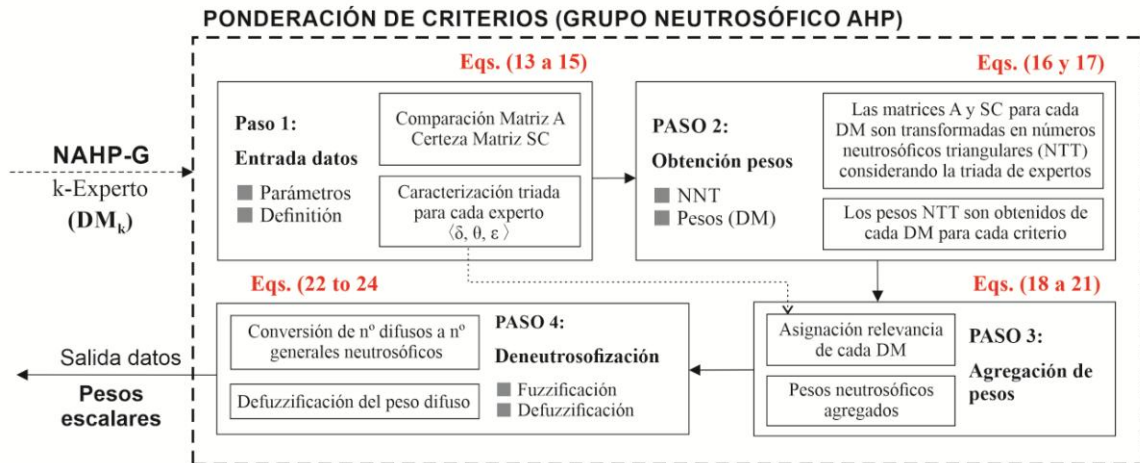 PONDERACIÓN DE CRITERIOS (GRUPO NEUTROSÓFICO AHP)
NAHP-G
k-Experto
(DMk)
Eqs. (13 a 15)
Paso 1:
Entrada datos
Parámetros
Definitión
Comparación Matriz A
Certeza Matriz SC
Caracterización triada
para cada experto
⟨δ, θ, ε ⟩
Eqs. (16 y 17)
PASO 2:
Obtención pesos
NNT
Pesos (DM)
Las matrices A y SC para cada
DM son transformadas en números
neutrosóficos triangulares (NTT)
considerando la triada de expertos
Los pesos NTT son obtenidos de
cada DM para cada criterio
Eqs. (18 a 21)
Asignación relevancia
de cada DM
Pesos neutrosóficos
agregados
PASO 3:
Agregación de
pesos
Eqs. (22 to 24
Conversión de nº difusos a nº
generales neutrosóficos
Defuzzificación del peso difuso
PASO 4:
Deneutrosofización
Fuzzificación
Defuzzificación
Salida datos
Pesos
escalares